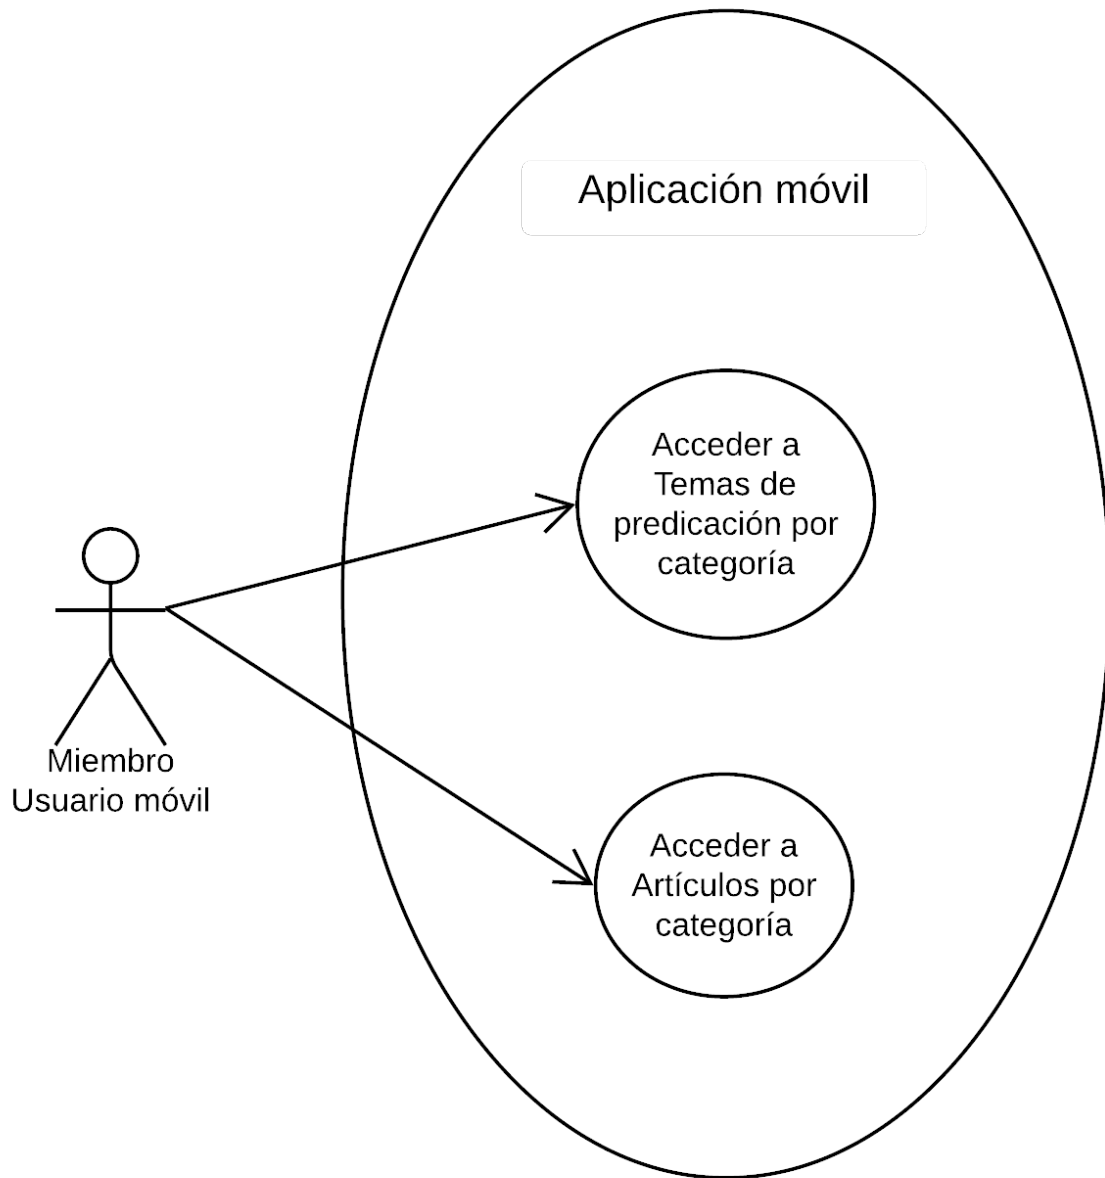 Aplicación móvil
Acceder a
Temas de
predicación por
categoría
Miembro
Usuario móvil
Acceder a
Artículos por
categoría